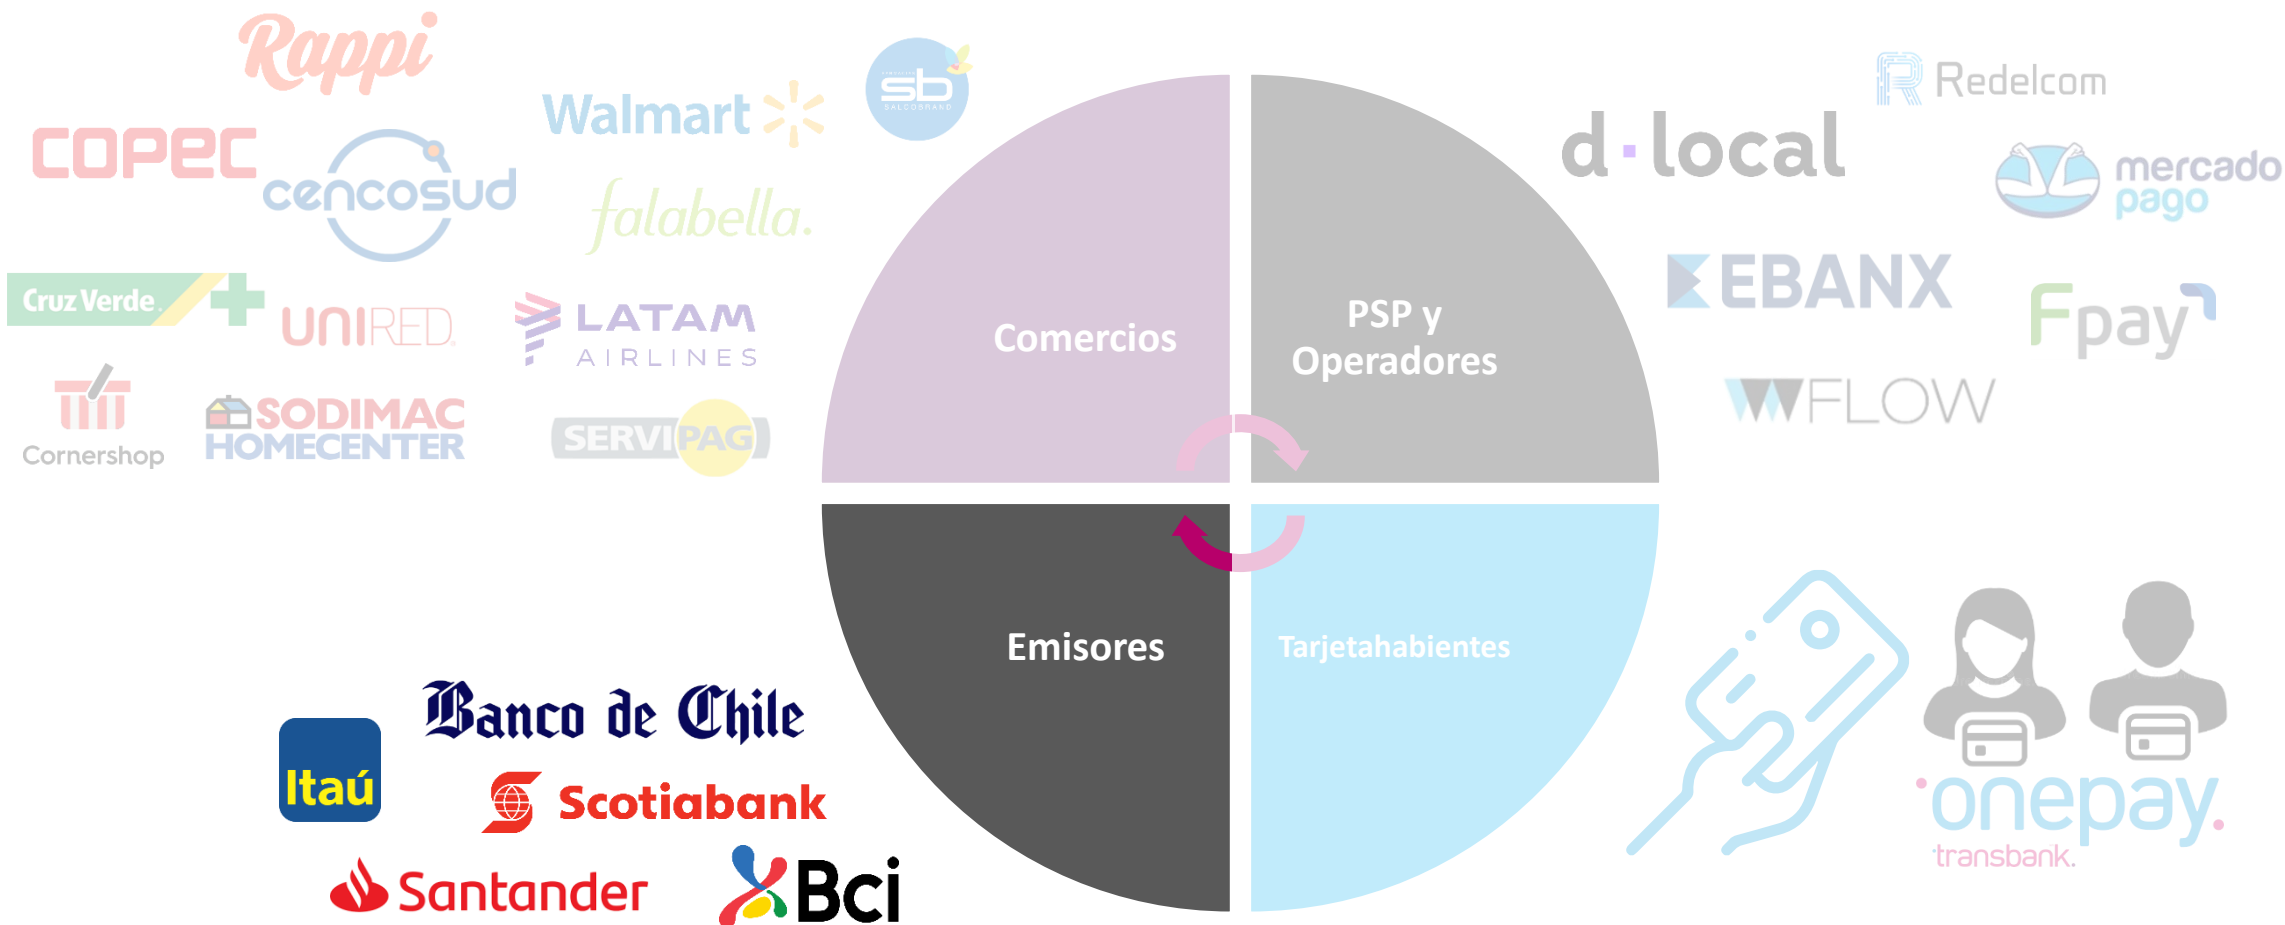 Rappi
Walmart
sb
SALCOBRAND
COPEC
cencosud
falabella.
Cruz Verde.
UNIRED
LATAM
AIRLINES
Cornershop
SODIMAC
HOMECENTER
SERVIPAG
Comercios
PSP y
Operadores
Redelcom
d·local
mercado
pago
EBANX
Fpay
FLOW
Emisores
Tarjetahabientes
Banco de Chile
Itaú
Scotiabank
Santander
Bci
onepay.
transbank.